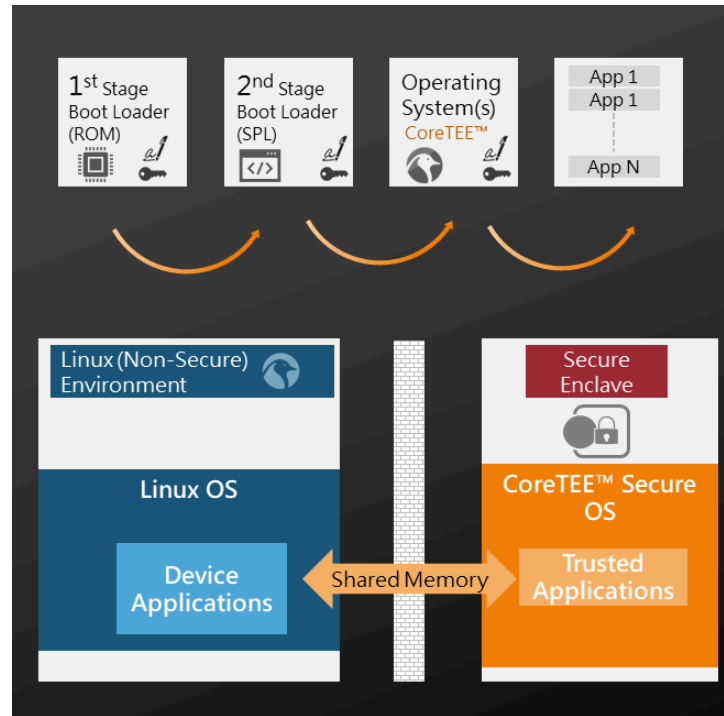 1st Stage
Boot Loader
(ROM)
2nd Stage
Boot Loader
(SPL)
</>
Operating
System(s)
CoreTEE™
App 1
App 1
App N
Linux (Non-Secure)
Environment
Secure
Enclave
Linux OS
CoreTEE™ Secure
OS
Device
Applications
Shared Memory
Trusted
Applications